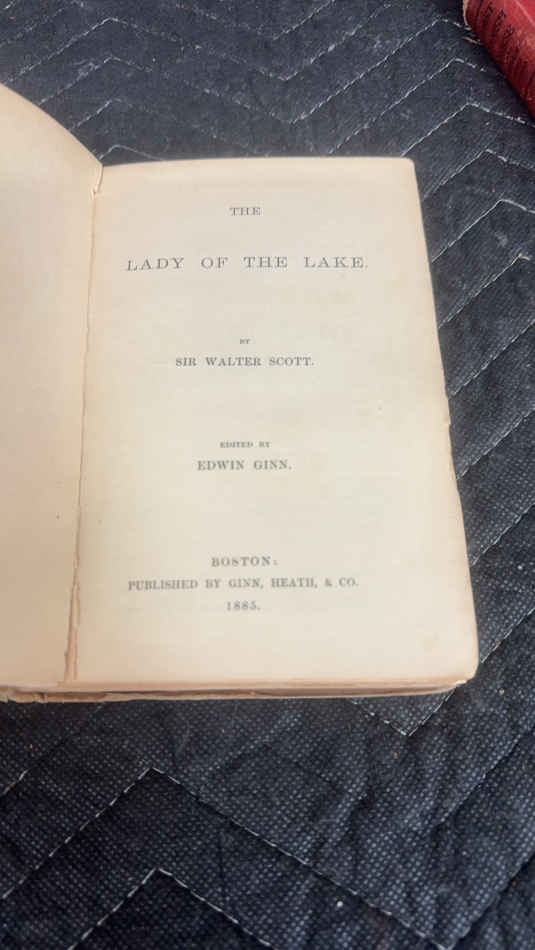 THE
LADY OF THE LAKE.
BY
SIR WALTER SCOTT.
EDITED BY
EDWIN GINN.
BOSTON:
PUBLISHED BY GINN, HEATH, & CO.
1885.